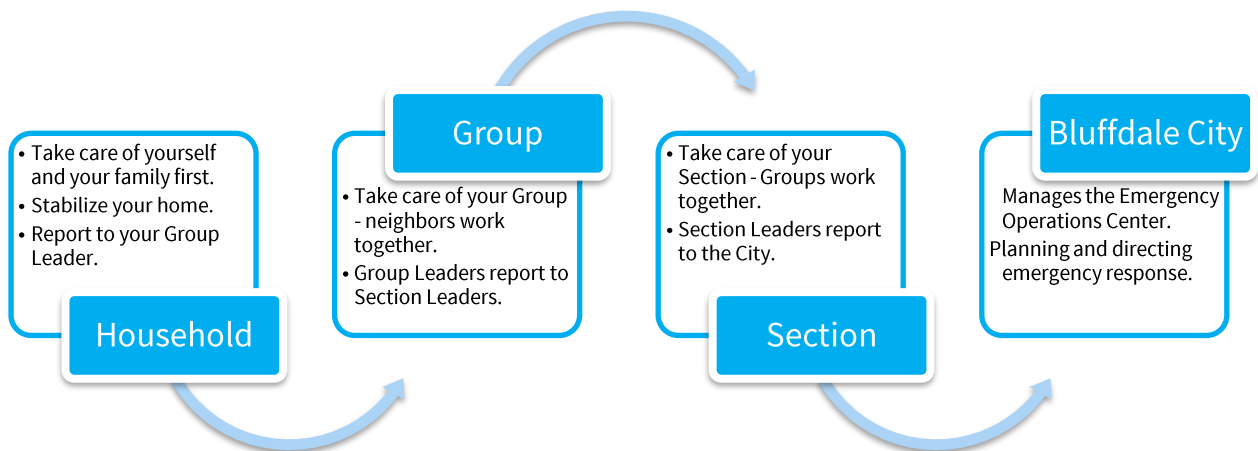 • Take care of yourself
and your family first.
• Stabilize your home.
• Report to your Group
Leader.
Household
Group
• Take care of your Group
- neighbors work
together.
• Group Leaders report to
Section Leaders.
• Take care of your
Section - Groups work
together.
• Section Leaders report
to the City.
Section
Bluffdale City
Manages the Emergency
Operations Center.
Planning and directing
emergency response.